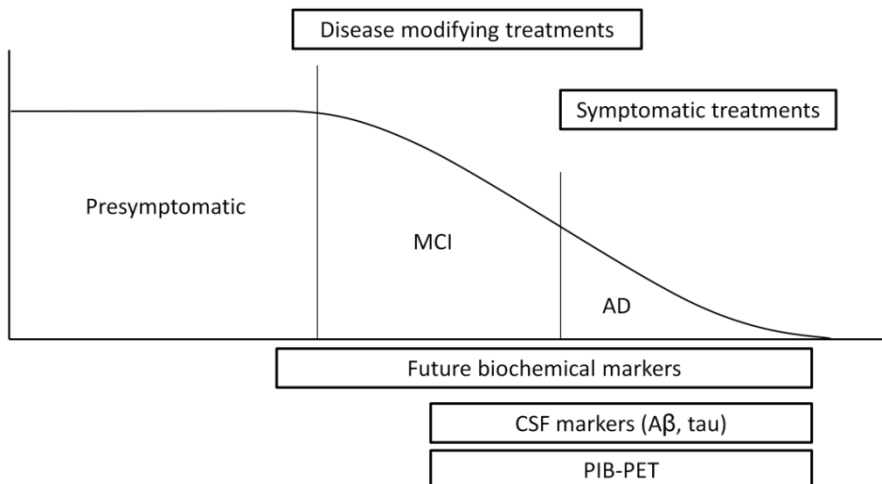 Disease modifying treatments
Symptomatic treatments
Presymptomatic
MCI
AD
Future biochemical markers
CSF markers (Aβ, tau)
PIB-PET